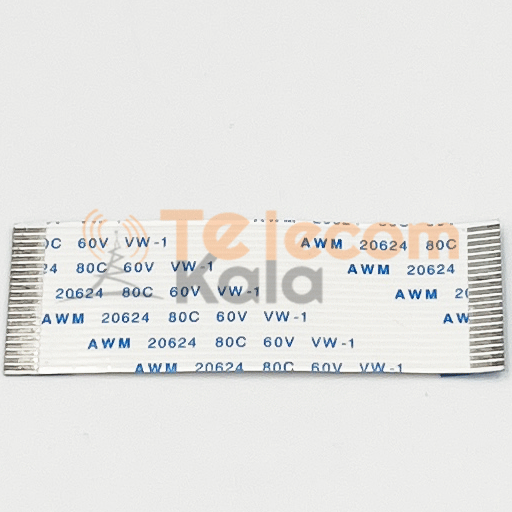 Telecom
Kala
0C 60V VW-1 AWM 20624 80C
24 80C 60V VW-1 AWM 20624
20624 80C 60V VW-1 AWM 20
AWM 20624 80C 60V VW-1 AW
AWM 20624 80C 60V VW-1
AWM 20624 80C 60V VW-1